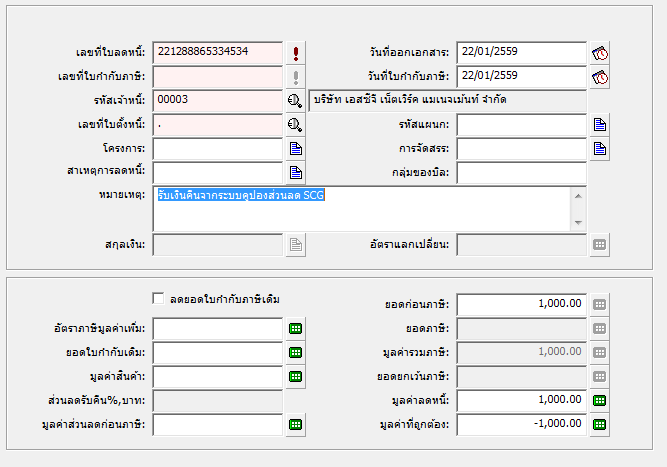 เลขที่ใบลดหนี้: 221288865334534 วันที่ออกเอกสาร: 22/01/2559
เลขที่ใบกำกับภาษี: วันที่ใบกำกับภาษี: 22/01/2559
รหัสเจ้าหนี้: 00003 บริษัท เอสซีจี เน็ตเวิร์ค แมเนจเม้นท์ จำกัด
เลขที่ใบตั้งหนี้: . รหัสแผนก:
โครงการ: การจัดสรร:
สาเหตุการลดหนี้: กลุ่มของบิล:
หมายเหตุ: รับเงินคืนจากระบบคูปองส่วนลด SCG
สกุลเงิน: อัตราแลกเปลี่ยน:
ลดยอดใบกำกับภาษีเดิม ยอดก่อนภาษี: 1,000.00
อัตราภาษีมูลค่าเพิ่ม: ยอดภาษี:
ยอดใบกำกับเดิม: มูลค่ารวมภาษี: 1,000.00
มูลค่าสินค้า: ยอดยกเว้นภาษี:
ส่วนลดรับคืน%,บาท: มูลค่าลดหนี้: 1,000.00
มูลค่าส่วนลดก่อนภาษี: มูลค่าที่ถูกต้อง: -1,000.00